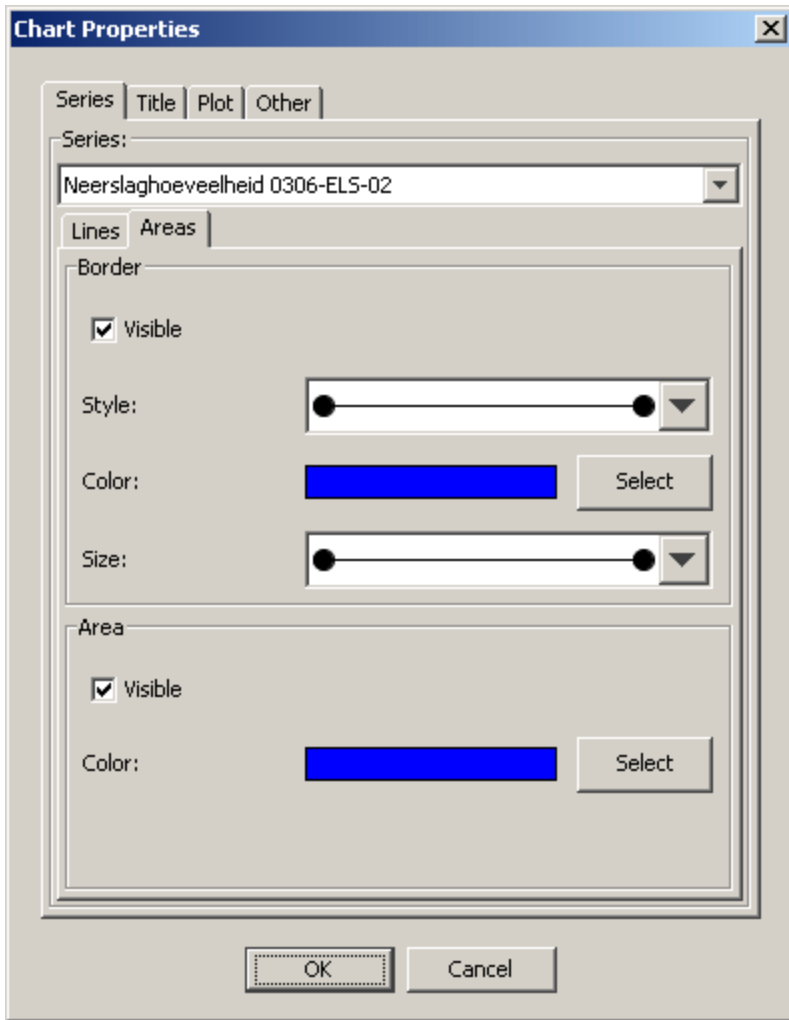 Chart Properties
Series Title Plot Other
Series:
Neerslaghoeveelheid 0306-ELS-02
Lines Areas
Border
Visible
Style:
Color: Select
Size:
Area
Visible
Color: Select
OK Cancel